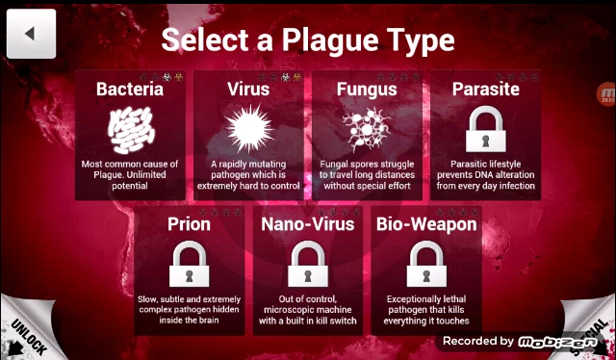 Select a Plague Type
Bacteria
Most common cause of
Plague. Unlimited
potential
Virus
A rapidly mutating
pathogen which is
extremely hard to control
Fungus
Fungal spores struggle
to travel long distances
without special effort
Parasite
Parasitic lifestyle
prevents DNA alteration
from every day infection
Prion
Slow, subtle and extremely
complex pathogen hidden
inside the brain
Nano-Virus
Out of control,
microscopic machine
with a built in kill switch
Bio-Weapon
Exceptionally lethal
pathogen that kills
everything it touches
UNLOCK
Recorded by Mobizen